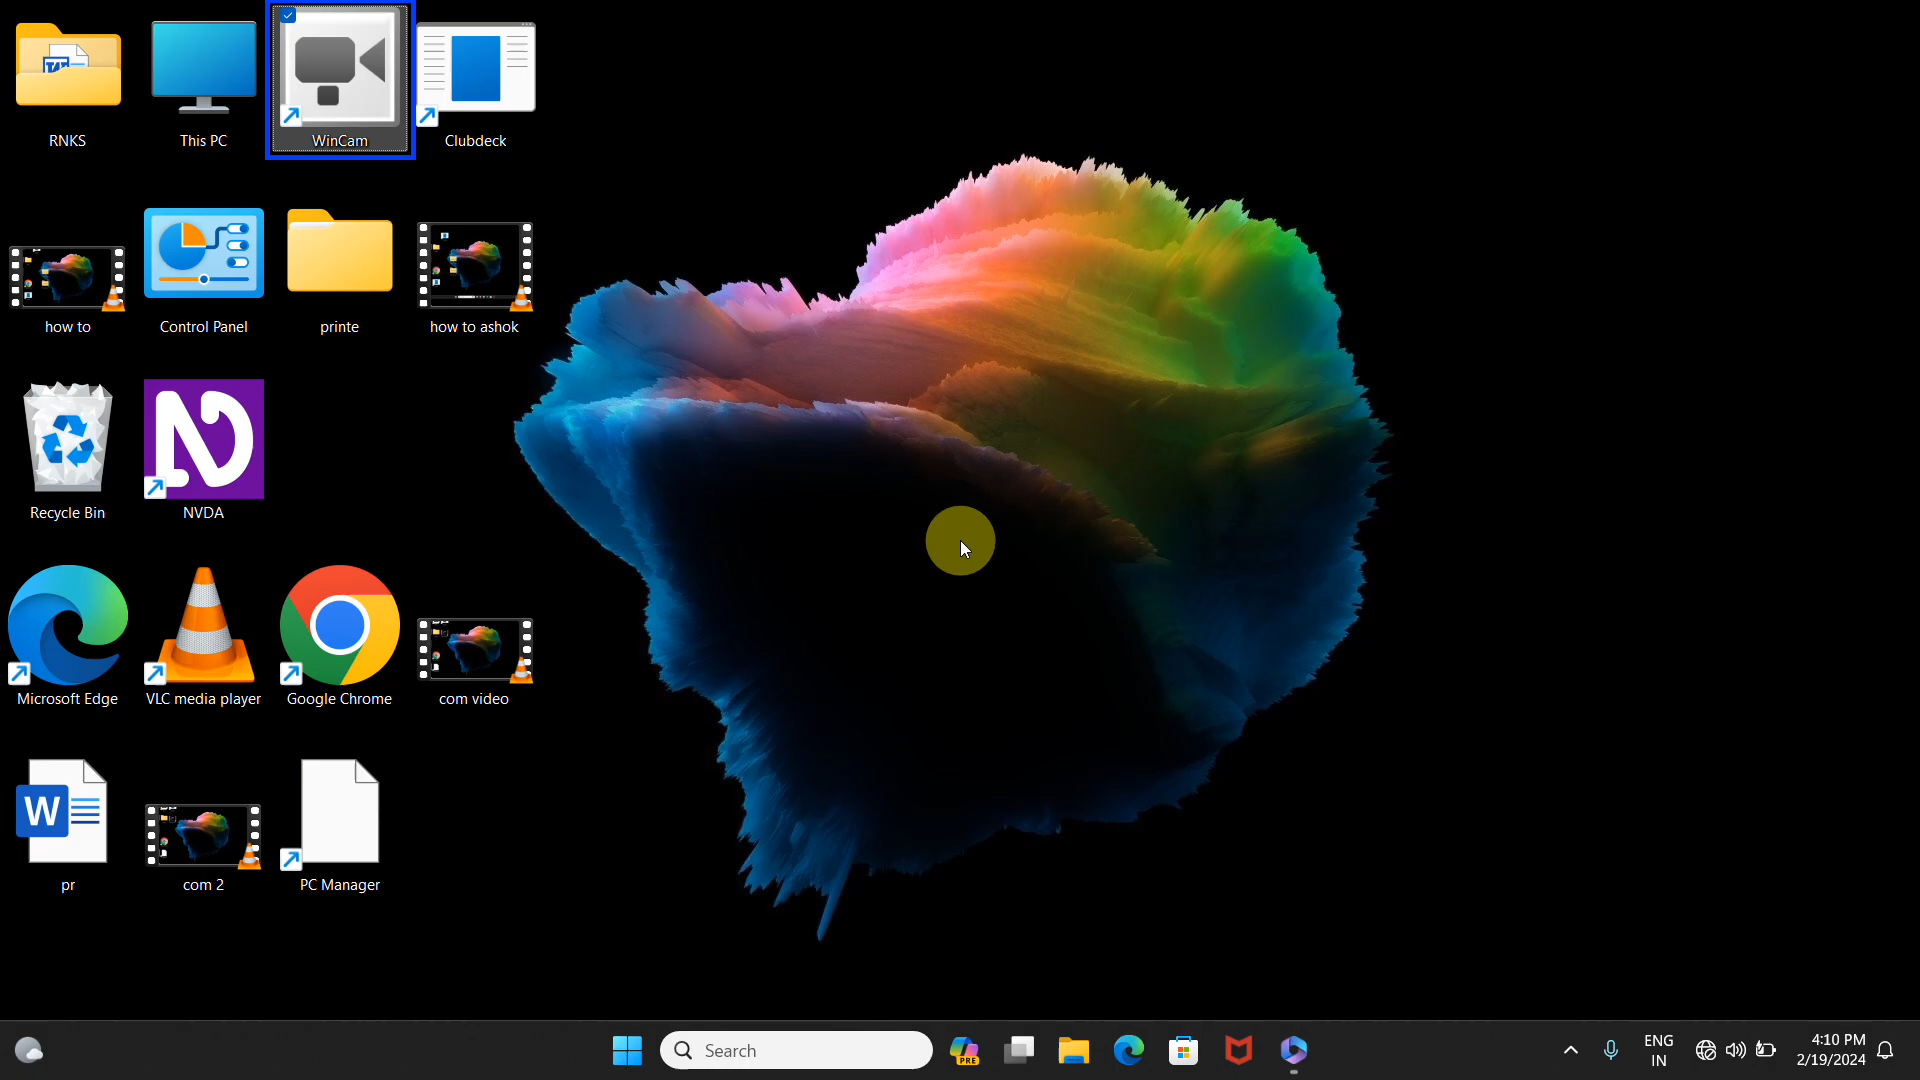 RNKS
This PC
WinCam
Clubdeck
how to
Control Panel
printe
how to ashok
Recycle Bin
NVDA
Microsoft Edge
VLC media player
Google Chrome
com video
W
pr
com 2
PC Manager
Search
PRE
ENG
IN
4:10 PM
2/19/2024